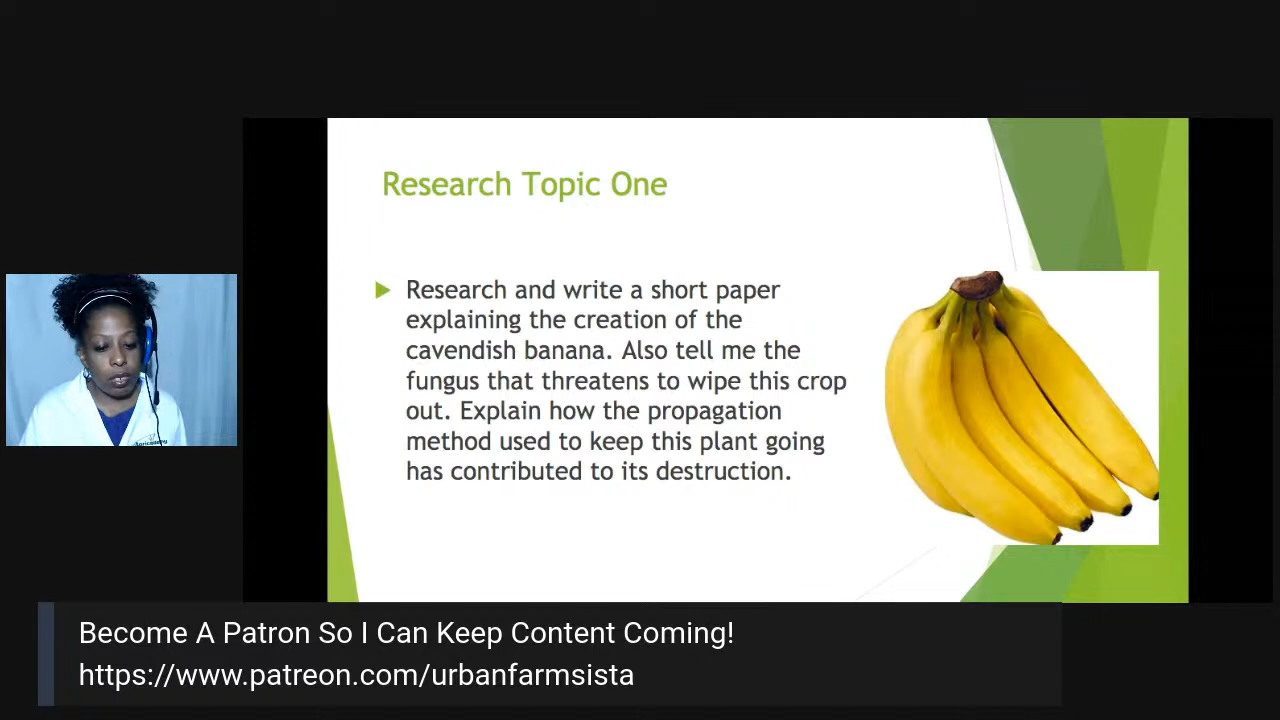 Research Topic One
Research and write a short paper
explaining the creation of the
cavendish banana. Also tell me the
fungus that threatens to wipe this crop
out. Explain how the propagation
method used to keep this plant going
has contributed to its destruction.
Become A Patron So I Can Keep Content Coming!
https://www.patreon.com/urbanfarmsista